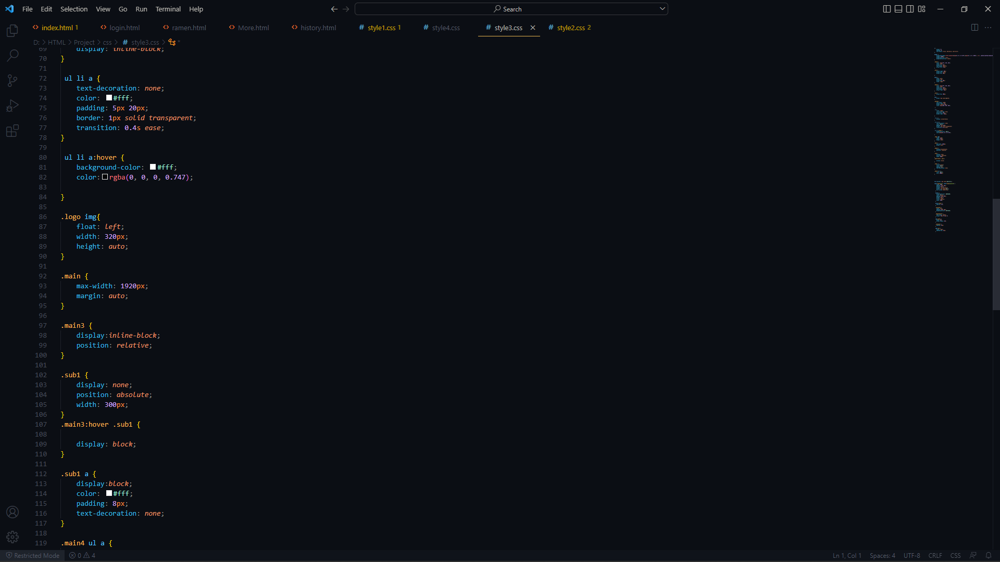 File Edit Selection View Go Run Terminal Help
Search
index.html 1 login.html ramen.html More.html history.html # style1.css 1 # style4.css # style3.css # style2.css 2
D: > HTML > Project > css > # style3.css > *
69 display: inline-block;
70 }
71
72 ul li a {
73 text-decoration: none;
74 color: #fff;
75 padding: 5px 20px;
76 border: 1px solid transparent;
77 transition: 0.4s ease;
78 }
79
80 ul li a:hover {
81 background-color: #fff;
82 color: rgba(0, 0, 0, 0.747);
83
84 }
85
86 .logo img{
87 float: left;
88 width: 320px;
89 height: auto;
90 }
91
92 .main {
93 max-width: 1920px;
94 margin: auto;
95 }
96
97 .main3 {
98 display:inline-block;
99 position: relative;
100 }
101
102 .sub1 {
103 display: none;
104 position: absolute;
105 width: 300px;
106 }
107 .main3:hover .sub1 {
108
109 display: block;
110 }
111
112 .sub1 a {
113 display:block;
114 color: #fff;
115 padding: 8px;
116 text-decoration: none;
117 }
118
119 .main4 ul a {
Restricted Mode 0 4 Ln 1, Col 1 Spaces: 4 UTF-8 CRLF CSS